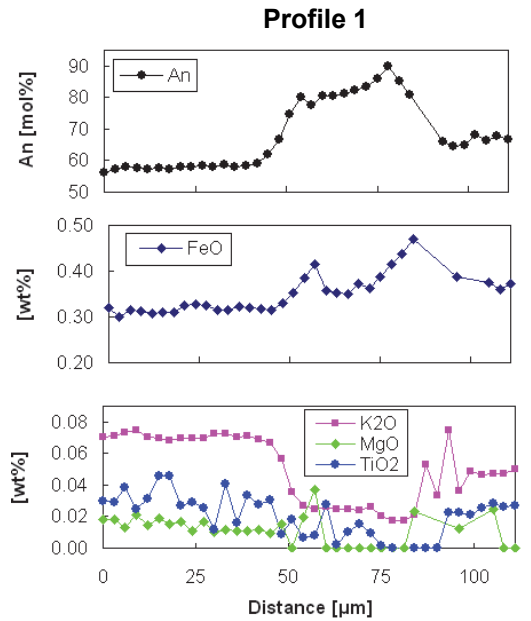 Profile 1
An [mol%]
90
80
70
60
50
An
[wt%]
0.50
0.40
0.30
0.20
FeO
[wt%]
0.08
0.06
0.04
0.02
0.00
K2O
MgO
TiO2
0
25
50
75
100
Distance [µm]